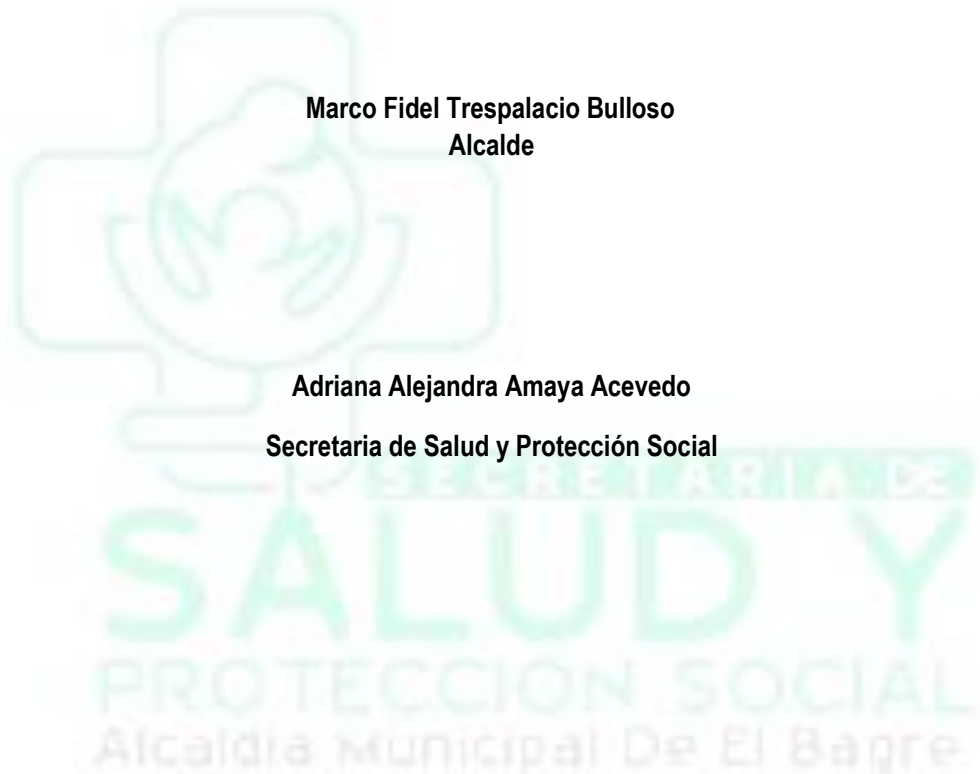 Marco Fidel Trespalacio Bulloso
Alcalde
Adriana Alejandra Amaya Acevedo
Secretaria de Salud y Protección Social
SECRETARIA DE
SALUD Y
PROTECCION SOCIAL
Alcaldia Municipal De El Bagre